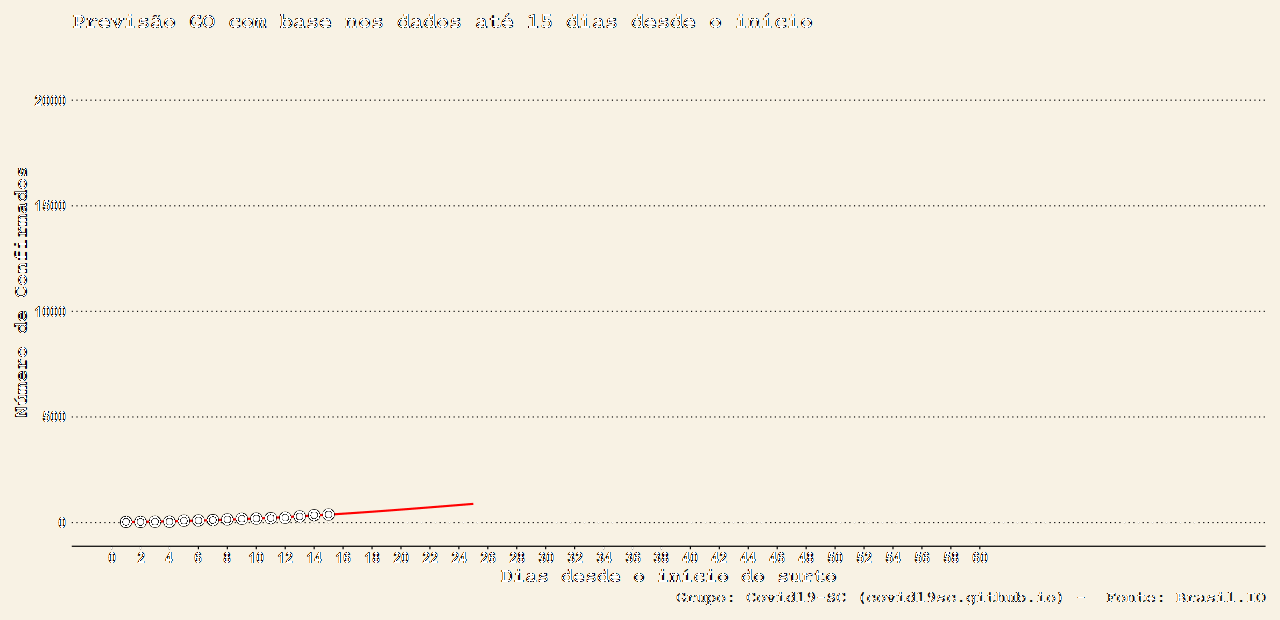 Previsão GO com base nos dados até 15 dias desde o início
Número de Confirmados
20000
15000
10000
5000
0
0 2 4 6 8 10 12 14 16 18 20 22 24 26 28 30 32 34 36 38 40 42 44 46 48 50 52 54 56 58 60
Dias desde o início do surto
Grupo: Covid19-SC (covid19sc.github.io) -- Fonte: Brasil.IO